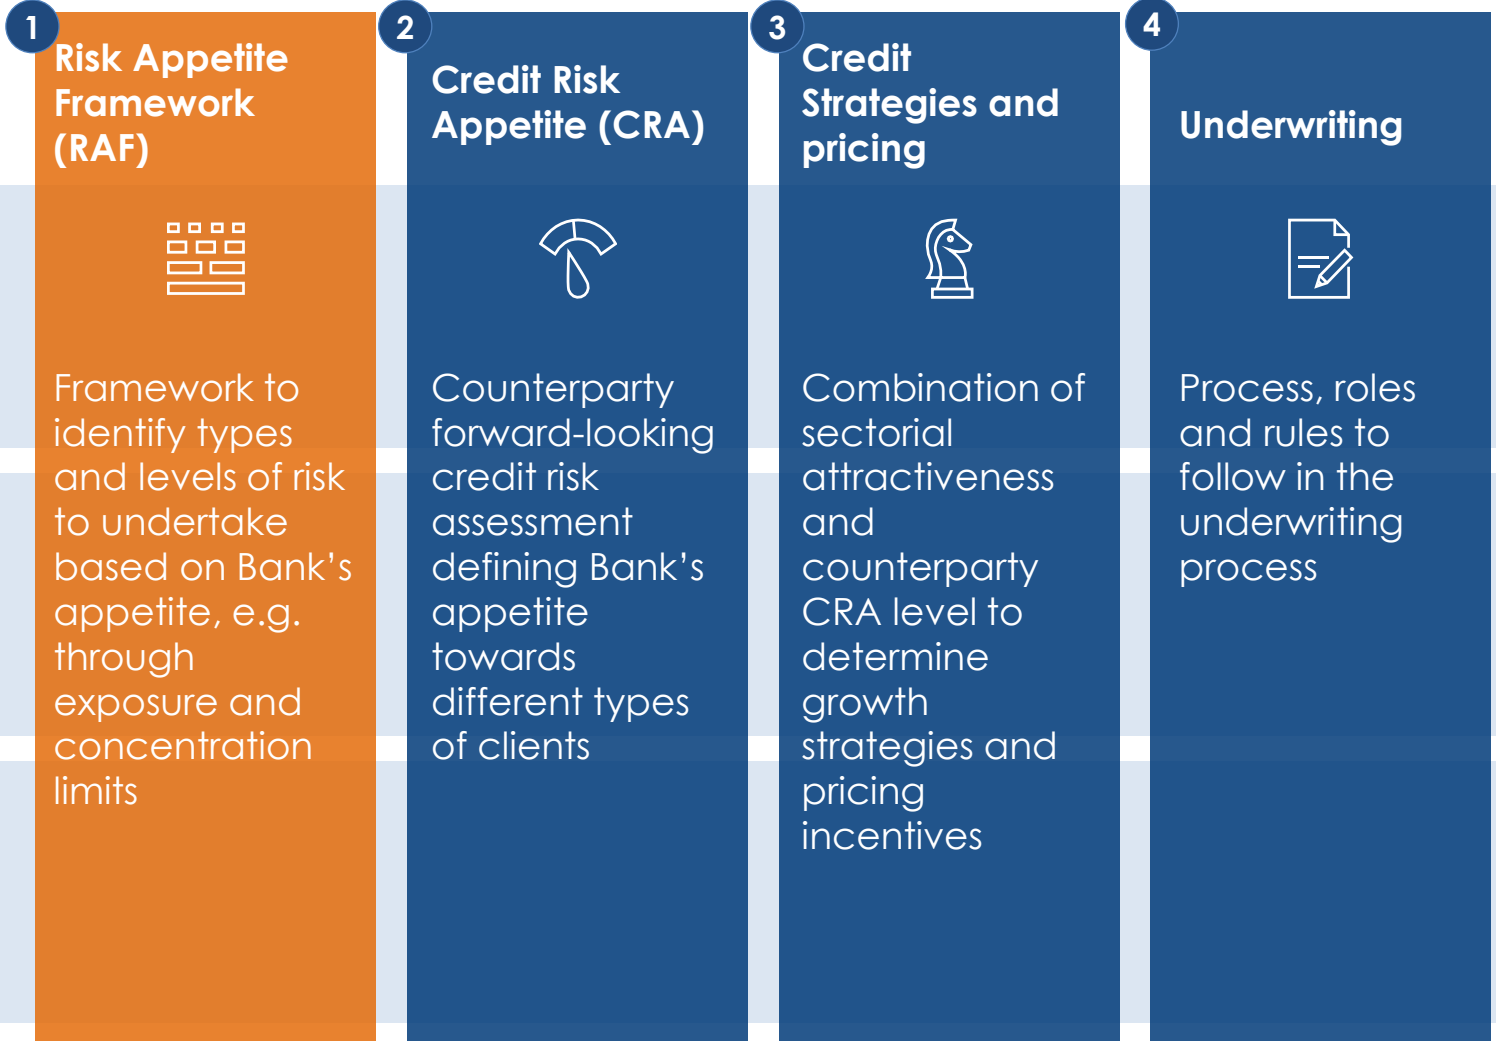 1
Risk Appetite
Framework
(RAF)
Framework to
identify types
and levels of risk
to undertake
based on Bank’s
appetite, e.g.
through
exposure and
concentration
limits
2
Credit Risk
Appetite (CRA)
Counterparty
forward-looking
credit risk
assessment
defining Bank’s
appetite
towards
different types
of clients
3
Credit
Strategies and
pricing
Combination of
sectorial
attractiveness
and
counterparty
CRA level to
determine
growth
strategies and
pricing
incentives
4
Underwriting
Process, roles
and rules to
follow in the
underwriting
process